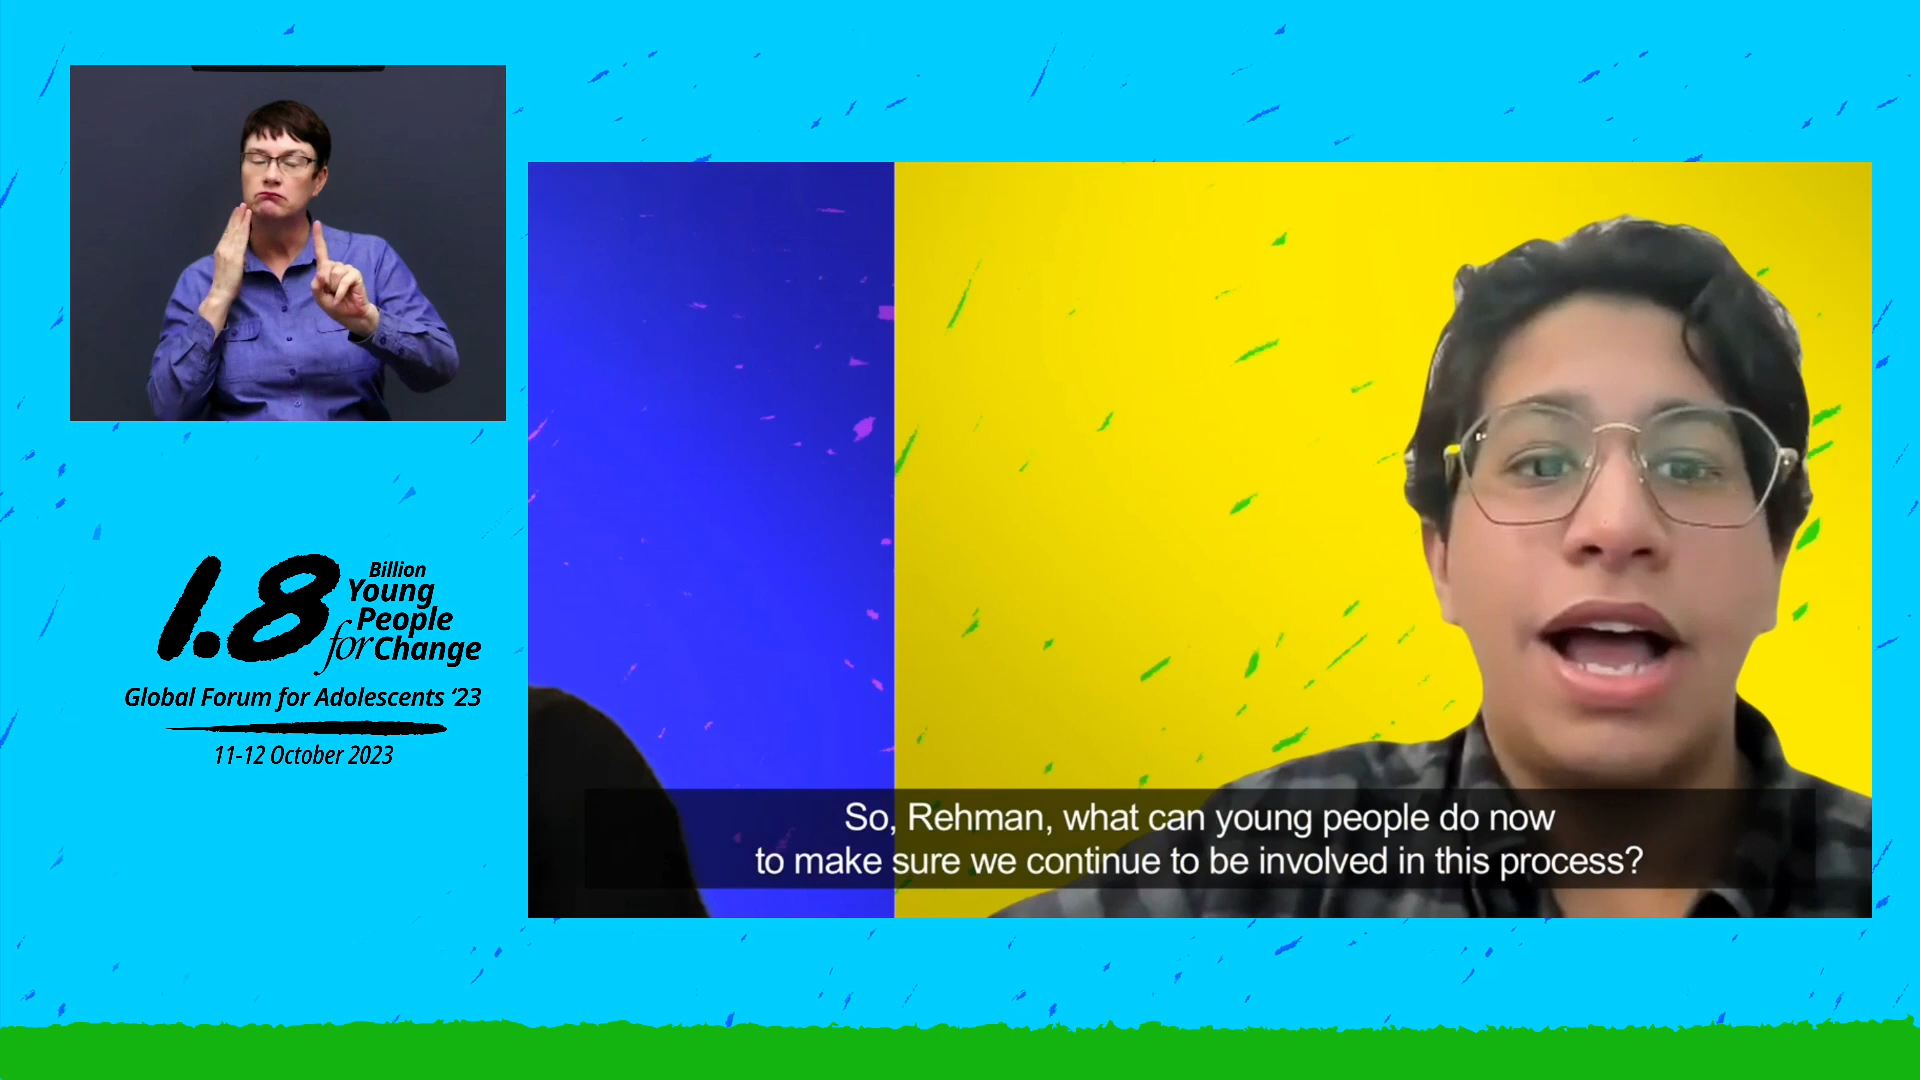 1.8
Billion
Young
People
for Change
Global Forum for Adolescents ‘23
11-12 October 2023
So, Rehman, what can young people do now
to make sure we continue to be involved in this process?